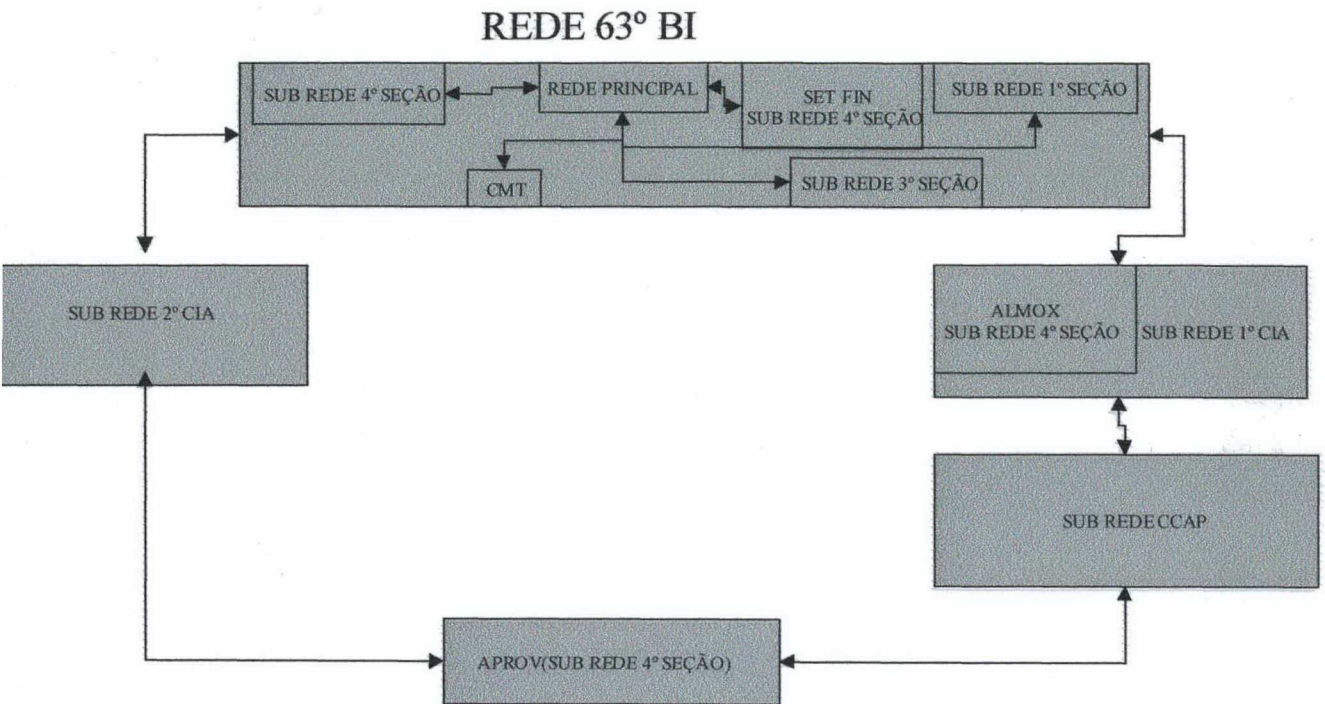 REDE 63º BI
SUB REDE 4º SEÇÃO
REDE PRINCIPAL
SET FIN
SUB REDE 4º SEÇÃO
SUB REDE 1º SEÇÃO
CMT
SUB REDE 3º SEÇÃO
SUB REDE 2º CIA
ALMOX
SUB REDE 4º SEÇÃO
SUB REDE 1º CIA
SUB REDE CCAP
APROV(SUB REDE 4º SEÇÃO)